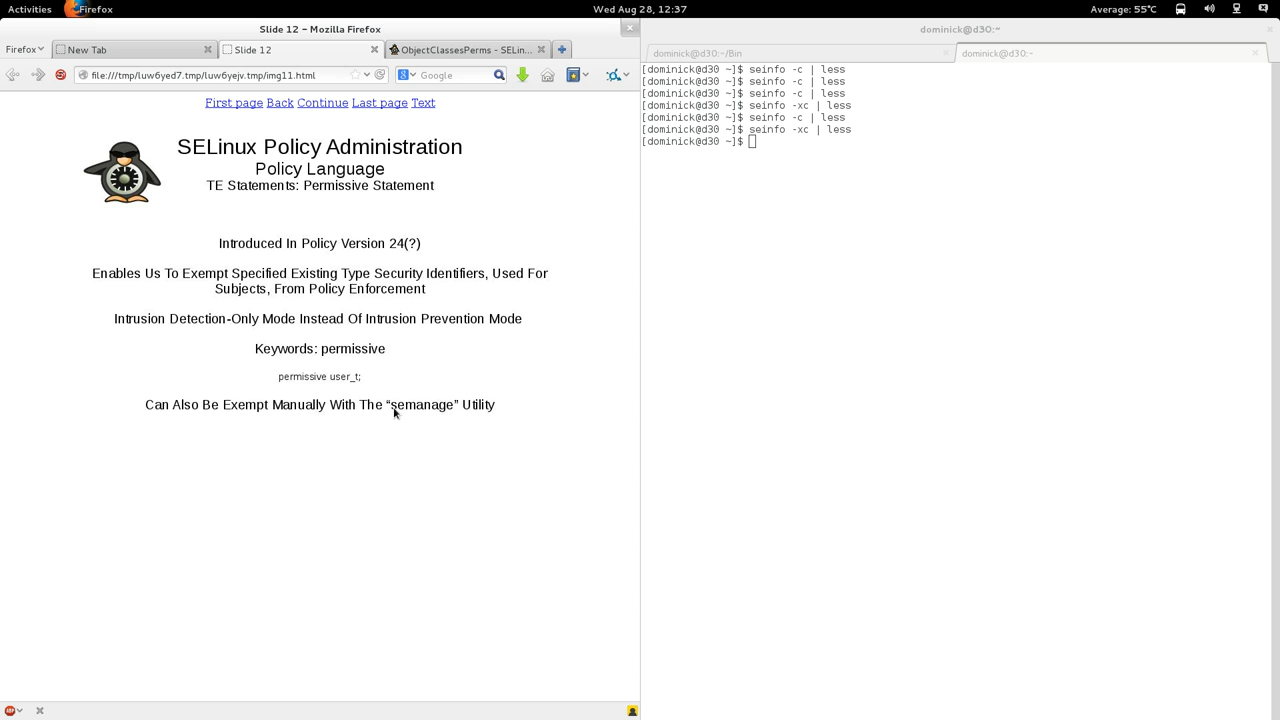 Activities Firefox Wed Aug 28, 12:37 Average: 55°C
Slide 12 - Mozilla Firefox
dominick@d30:~
Firefox New Tab Slide 12 ObjectClassesPerms - SELin...
dominick@d30:~/Bin dominick@d30:~
file:///tmp/luw6yed7.tmp/luw6yejv.tmp/img11.html Google
First page Back Continue Last page Text
SELinux Policy Administration
Policy Language
TE Statements: Permissive Statement
Introduced In Policy Version 24(?)
Enables Us To Exempt Specified Existing Type Security Identifiers, Used For
Subjects, From Policy Enforcement
Intrusion Detection-Only Mode Instead Of Intrusion Prevention Mode
Keywords: permissive
permissive user_t;
Can Also Be Exempt Manually With The “semanage” Utility
[dominick@d30 ~]$ seinfo -c | less
[dominick@d30 ~]$ seinfo -c | less
[dominick@d30 ~]$ seinfo -c | less
[dominick@d30 ~]$ seinfo -xc | less
[dominick@d30 ~]$ seinfo -c | less
[dominick@d30 ~]$ seinfo -xc | less
[dominick@d30 ~]$